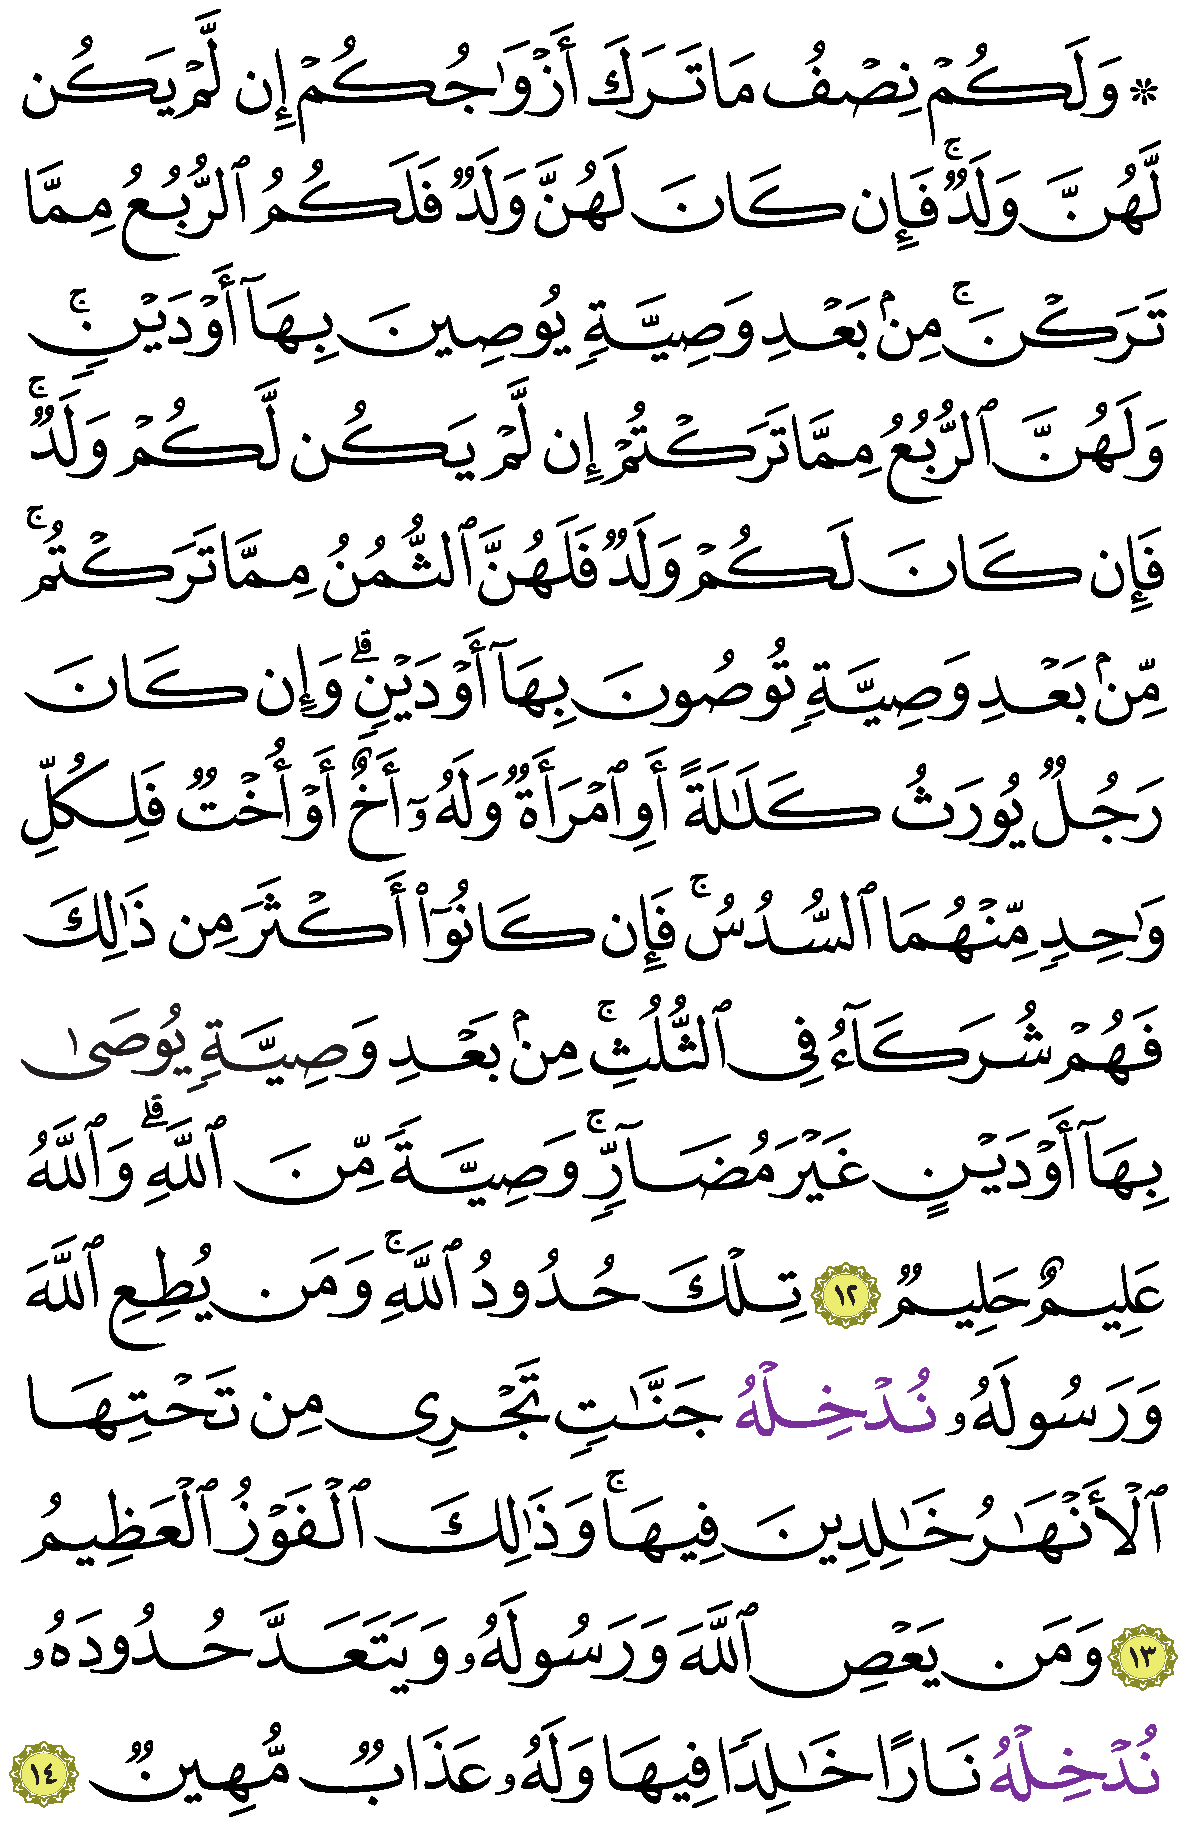 ۞ وَلَكُمۡ نِصۡفُ مَا تَرَكَ أَزۡوَٰجُكُمۡ إِن لَّمۡ يَكُن
لَّهُنَّ وَلَدٞۚ فَإِن كَانَ لَهُنَّ وَلَدٞ فَلَكُمُ ٱلرُّبُعُ مِمَّا
تَرَكۡنَۚ مِنۢ بَعۡدِ وَصِيَّةٖ يُوصِينَ بِهَآ أَوۡ دَيۡنٖۚ
وَلَهُنَّ ٱلرُّبُعُ مِمَّا تَرَكۡتُمۡ إِن لَّمۡ يَكُن لَّكُمۡ وَلَدٞۚ
فَإِن كَانَ لَكُمۡ وَلَدٞ فَلَهُنَّ ٱلثُّمُنُ مِمَّا تَرَكۡتُمۚ
مِّنۢ بَعۡدِ وَصِيَّةٖ تُوصُونَ بِهَآ أَوۡ دَيۡنٖۗ وَإِن كَانَ
رَجُلٞ يُورَثُ كَلَٰلَةً أَوِ ٱمۡرَأَةٞ وَلَهُۥٓ أَخٌ أَوۡ أُخۡتٞ فَلِكُلِّ
وَٰحِدٖ مِّنۡهُمَا ٱلسُّدُسُۚ فَإِن كَانُوٓاْ أَكۡثَرَ مِن ذَٰلِكَ
فَهُمۡ شُرَكَآءُ فِي ٱلثُّلُثِۚ مِنۢ بَعۡدِ وَصِيَّةٖ يُوصَىٰ
بِهَآ أَوۡ دَيۡنٍ غَيۡرَ مُضَآرّٖۚ وَصِيَّةٗ مِّنَ ٱللَّهِۗ وَٱللَّهُ
عَلِيمٌ حَلِيمٞ ١٢ تِلۡكَ حُدُودُ ٱللَّهِۚ وَمَن يُطِعِ ٱللَّهَ
وَرَسُولَهُۥ نُدۡخِلۡهُ جَنَّٰتٖ تَجۡرِي مِن تَحۡتِهَا
ٱلۡأَنۡهَٰرُ خَٰلِدِينَ فِيهَاۚ وَذَٰلِكَ ٱلۡفَوۡزُ ٱلۡعَظِيمُ
١٣ وَمَن يَعۡصِ ٱللَّهَ وَرَسُولَهُۥ وَيَتَعَدَّ حُدُودَهُۥ
نُدۡخِلۡهُ نَارًا خَٰلِدٗا فِيهَا وَلَهُۥ عَذَابٞ مُّهِينٞ ١٤